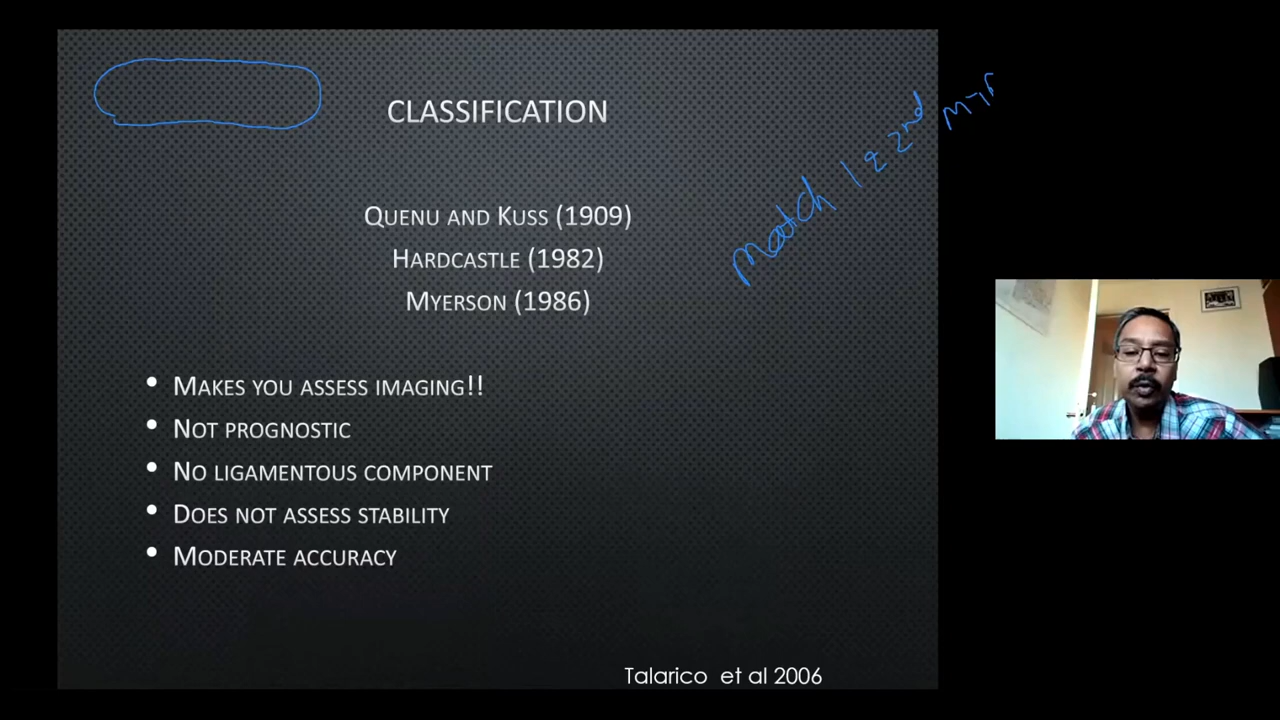 CLASSIFICATION
QUENU AND KUSS (1909)
HARDCASTLE (1982)
MYERSON (1986)
match 1 & 2nd
• MAKES YOU ASSESS IMAGING!!
• NOT PROGNOSTIC
• NO LIGAMENTOUS COMPONENT
• DOES NOT ASSESS STABILITY
• MODERATE ACCURACY
Talarico et al 2006